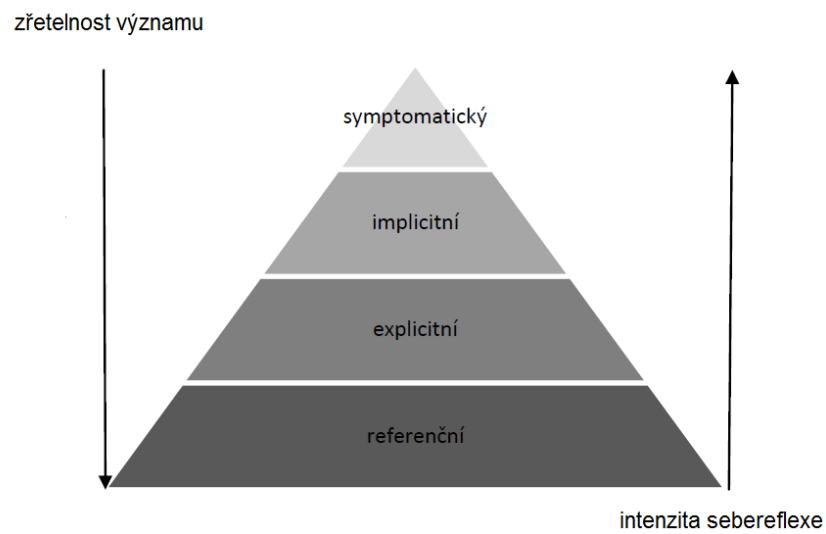 zřetelnost významu
symptomatický
implicitní
explicitní
referenční
intenzita sebereflexe